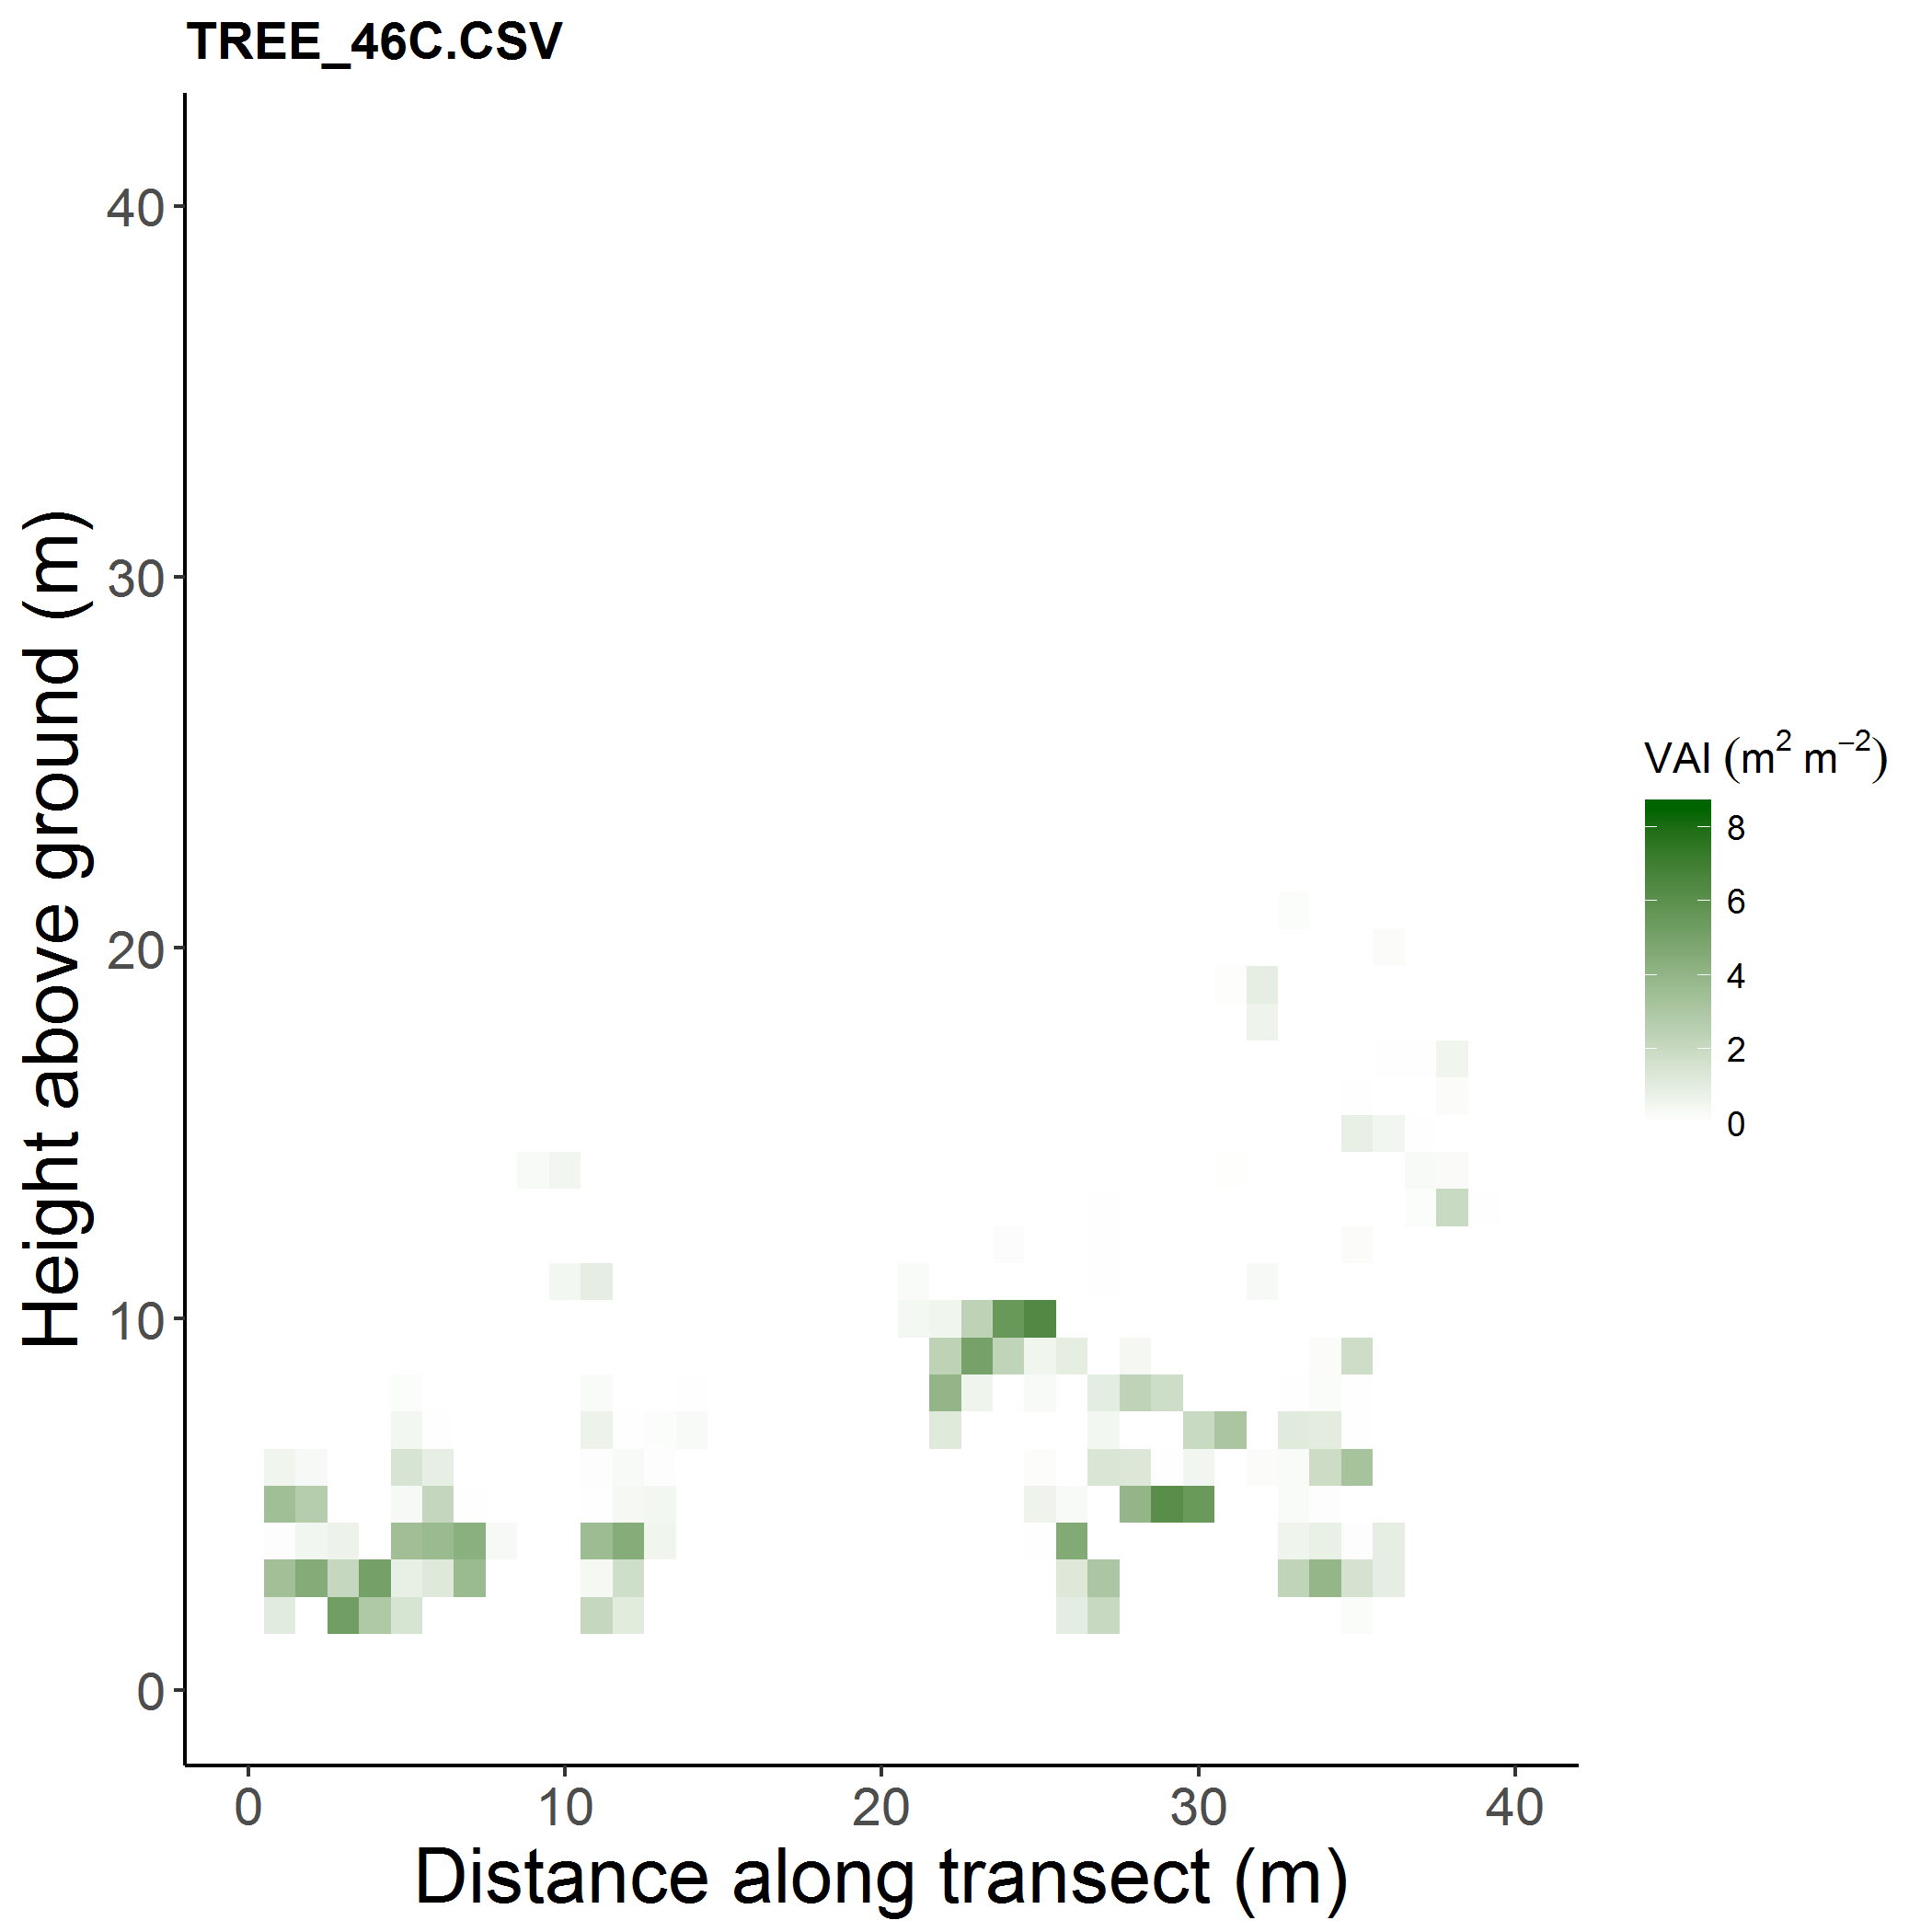 TREE_46C.CSV
40
30
20
10
0
Height above ground (m)
0 10 20 30 40
Distance along transect (m)
VAI (m² m⁻²)
8
6
4
2
0